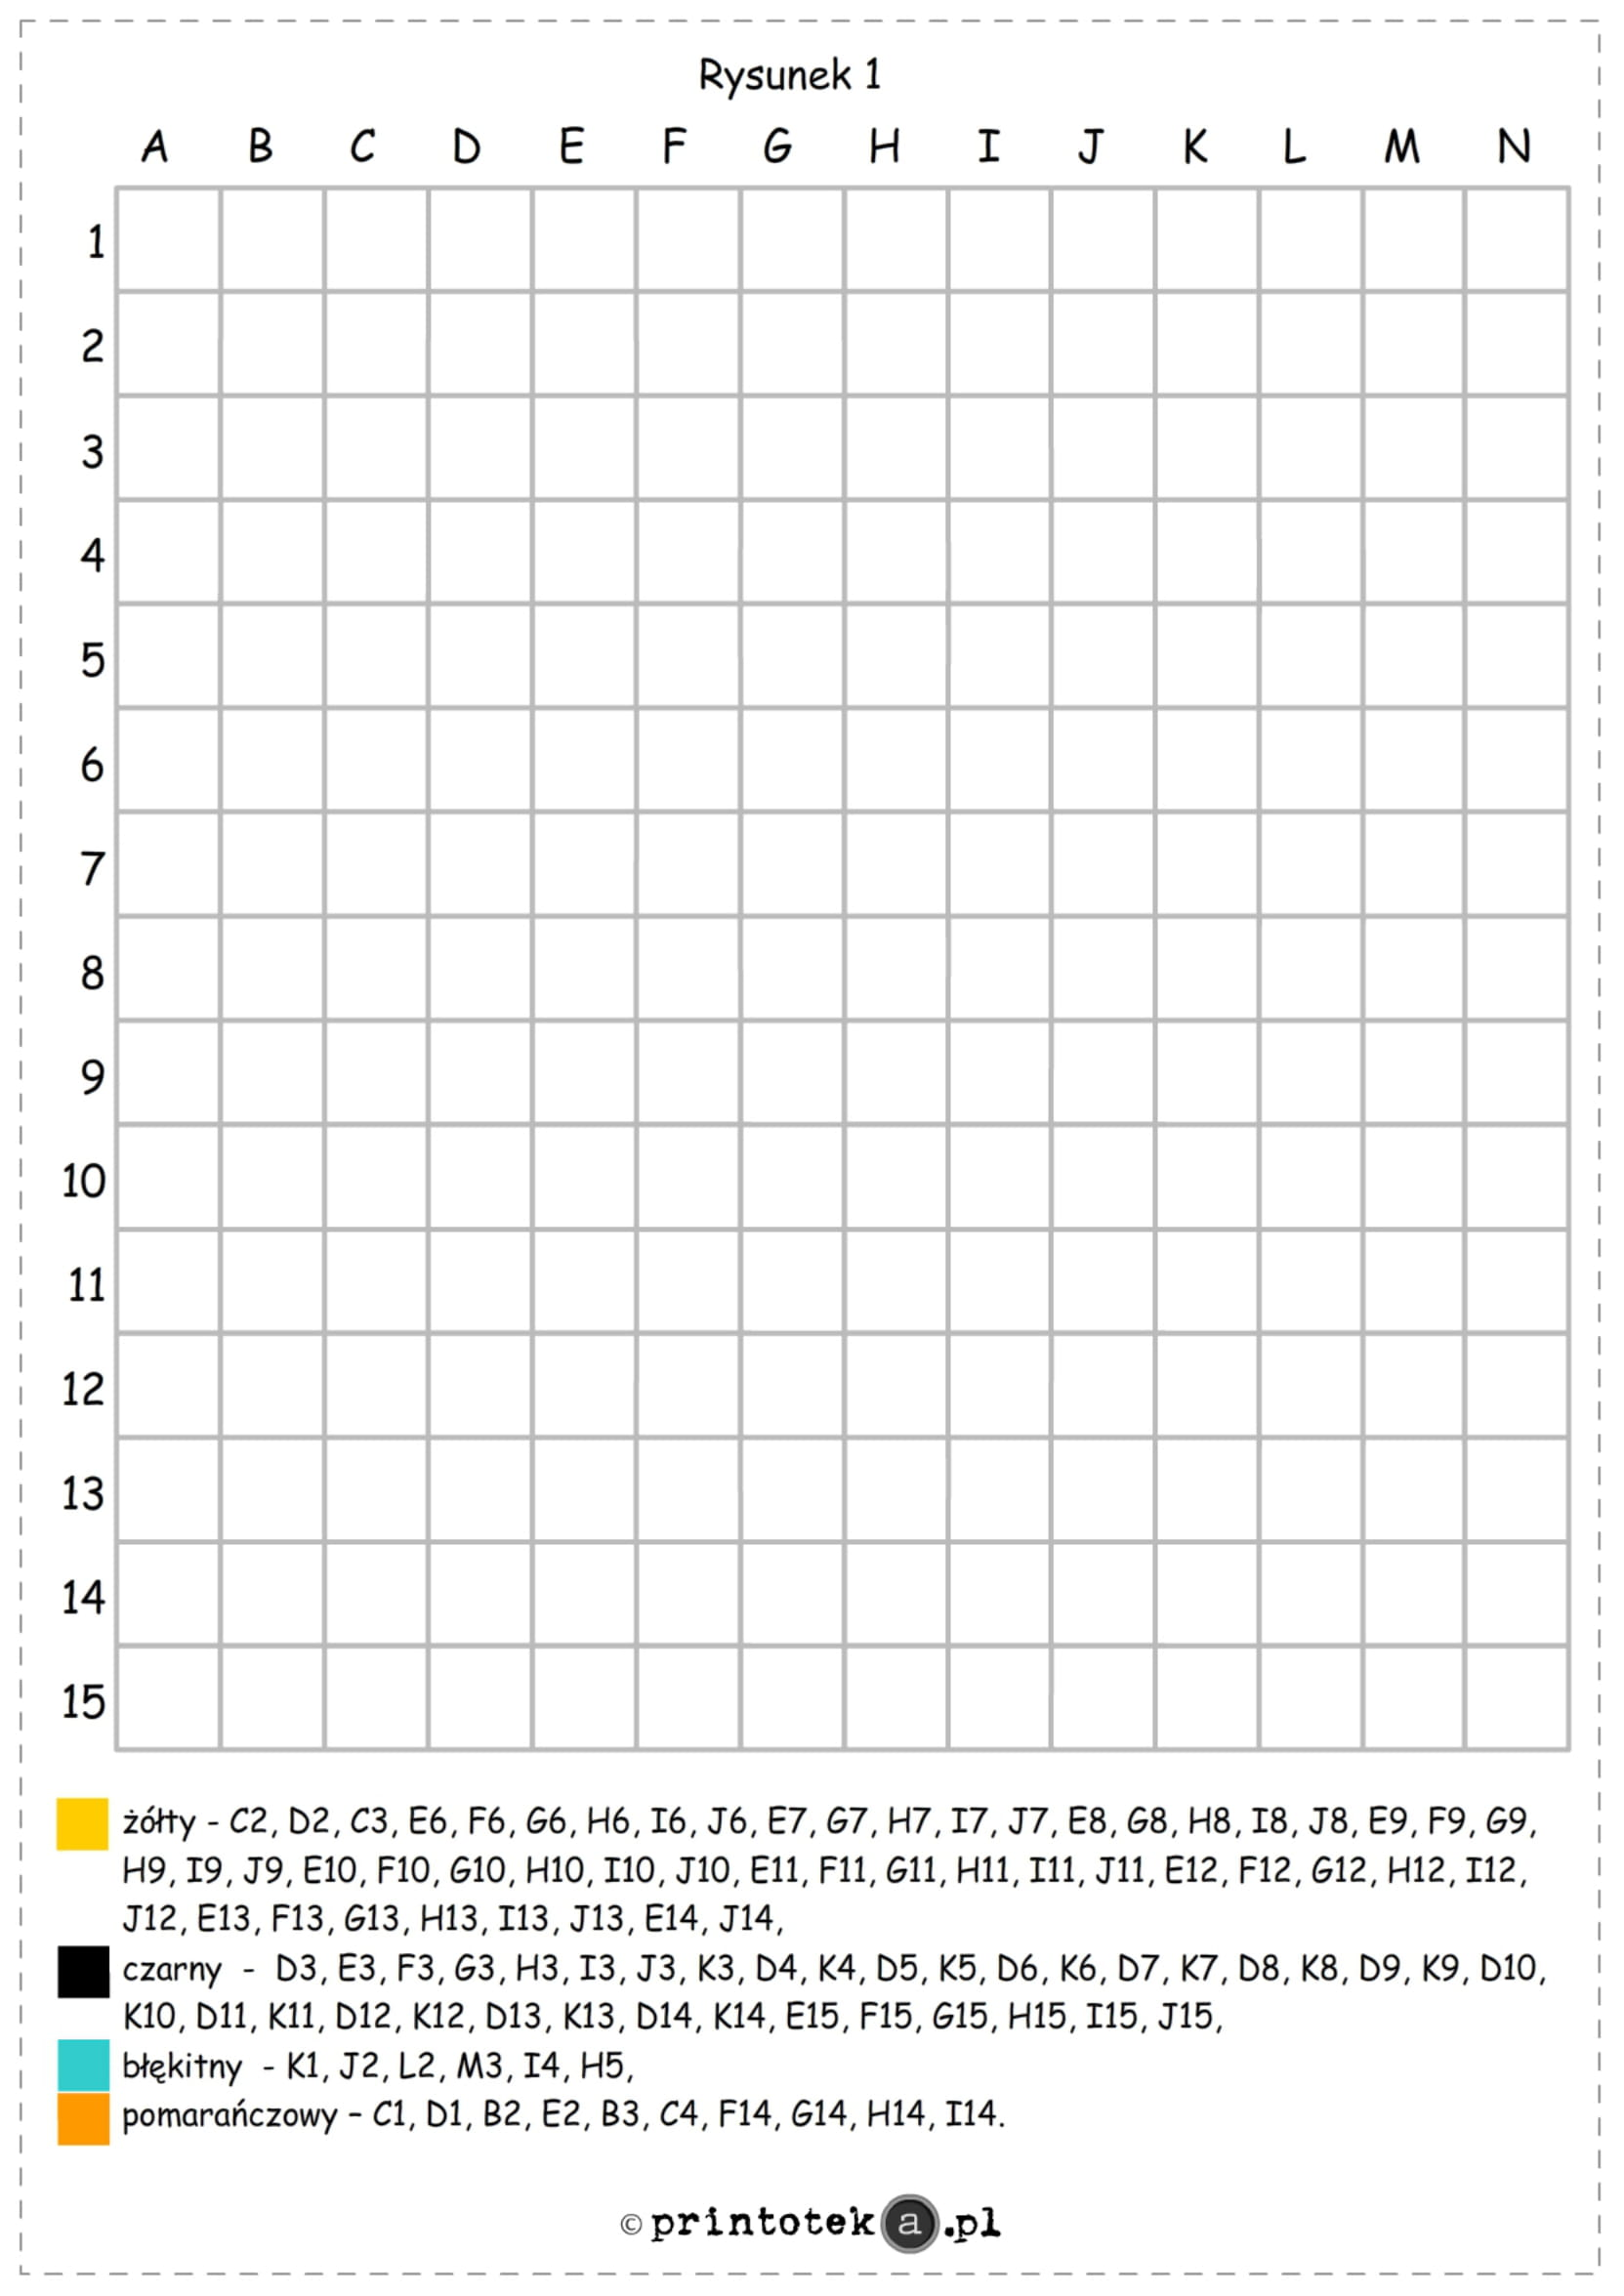 Rysunek 1
A B C D E F G H I J K L M N
1
2
3
4
5
6
7
8
9
10
11
12
13
14
15
żółty - C2, D2, C3, E6, F6, G6, H6, I6, J6, E7, G7, H7, I7, J7, E8, G8, H8, I8, J8, E9, F9, G9,
H9, I9, J9, E10, F10, G10, H10, I10, J10, E11, F11, G11, H11, I11, J11, E12, F12, G12, H12, I12,
J12, E13, F13, G13, H13, I13, J13, E14, J14,
czarny - D3, E3, F3, G3, H3, I3, J3, K3, D4, K4, D5, K5, D6, K6, D7, K7, D8, K8, D9, K9, D10,
K10, D11, K11, D12, K12, D13, K13, D14, K14, E15, F15, G15, H15, I15, J15,
błękitny - K1, J2, L2, M3, I4, H5,
pomarańczowy – C1, D1, B2, E2, B3, C4, F14, G14, H14, I14.
© printoteka.pl